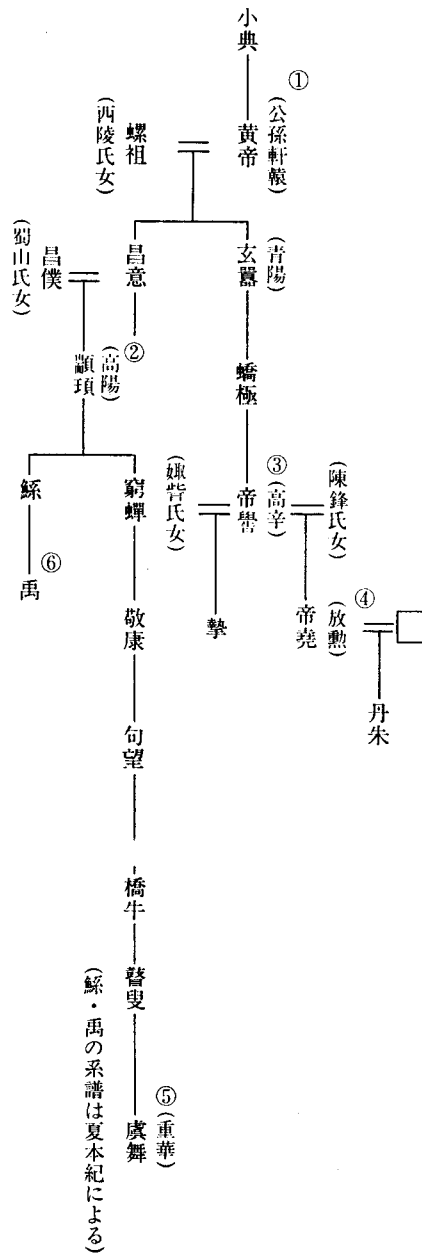 小典
①
黄帝
(公孫軒轅)
螺祖
(西陵氏女)
玄囂
(青陽)
昌意
昌僕
(蜀山氏女)
蟜極
②
顓頊
(高陽)
③
帝嚳
(高辛)
(陳鋒氏女)
(娵訾氏女)
④
帝堯
(放勲)
摯
丹朱
窮蟬
鯀
⑥
禹
敬康
句望
橋牛
瞽叟
⑤
虞舞
(重華)
(鯀・禹の系譜は夏本紀による)